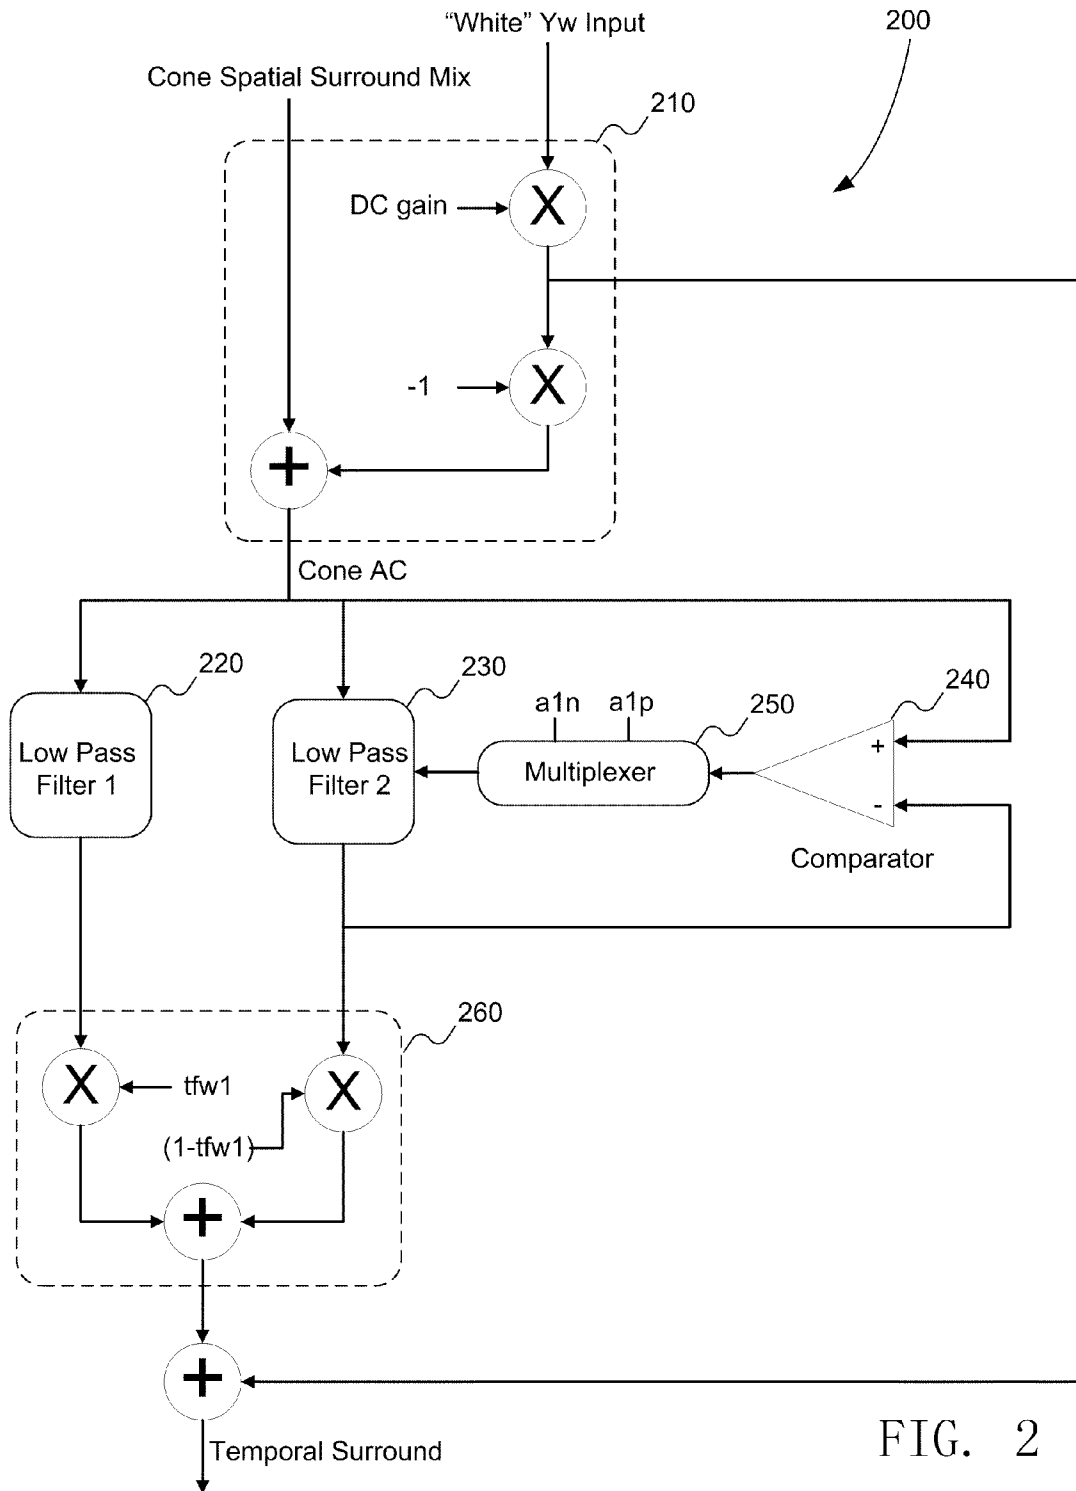 “White” Yw Input
200
Cone Spatial Surround Mix
210
DC gain
X
-1
X
+
Cone AC
220
230
240
a1n
a1p
250
Low Pass
Filter 1
Low Pass
Filter 2
Multiplexer
+
-
Comparator
260
X
tfw1
X
(1-tfw1)
+
+
Temporal Surround
FIG. 2